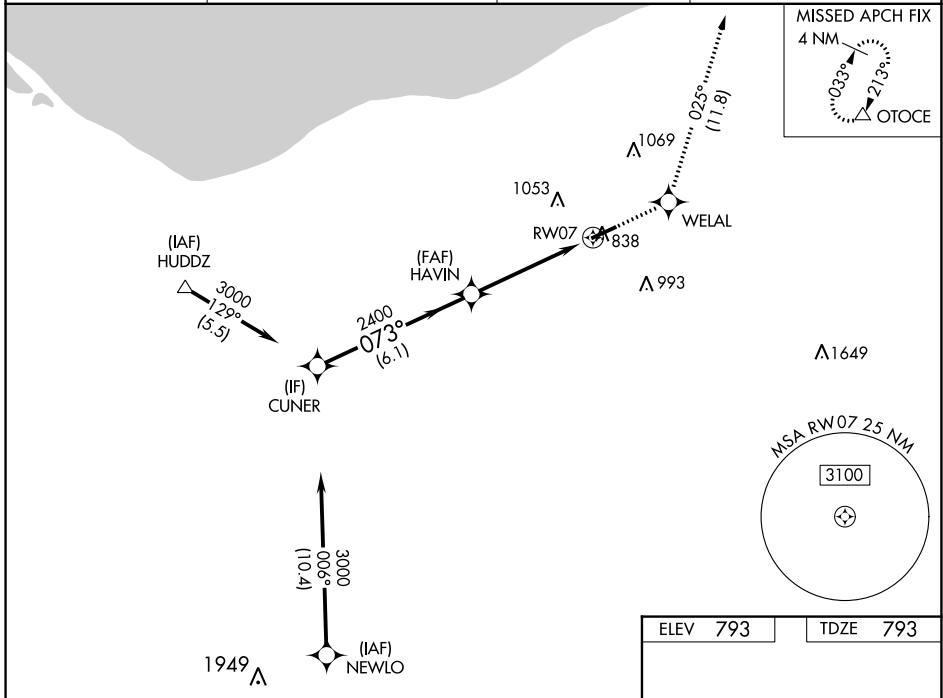 MISSED APCH FIX
4 NM
033°
213°
OTOCE
025°
(11.8)
1069
1053
WELAL
RW07
838
(IAF)
HUDDZ
(FAF)
HAVIN
993
3000
129°
(5.5)
2400
073°
(6.1)
1649
(IF)
CUNER
MSA RW07 25 NM
3100
3000
006°
(10.4)
(IAF)
NEWLO
1949
ELEV 793
TDZE 793